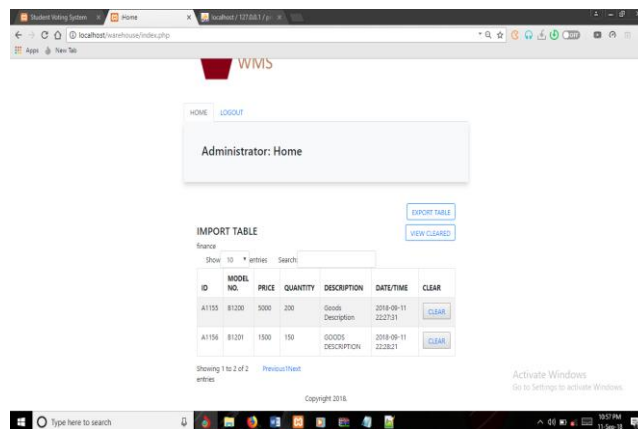 Student Voting System
Home
localhost / 127.0.0.1 / p
localhost/warehouse/index.php
Apps
New Tab
WMS
HOME
LOGOUT
Administrator: Home
EXPORT TABLE
IMPORT TABLE
VIEW CLEARED
finance
Show 10 entries Search:
ID MODEL NO. PRICE QUANTITY DESCRIPTION DATE/TIME CLEAR
A1155 81200 5000 200 Goods Description 2018-09-11 22:27:31 CLEAR
A1156 81201 1500 150 GOODS DESCRIPTION 2018-09-11 22:28:21 CLEAR
Showing 1 to 2 of 2 entries
Previous1Next
Copyright 2018.
Activate Windows
Go to Settings to activate Windows.
Type here to search
10:57 PM
11-Sep-18